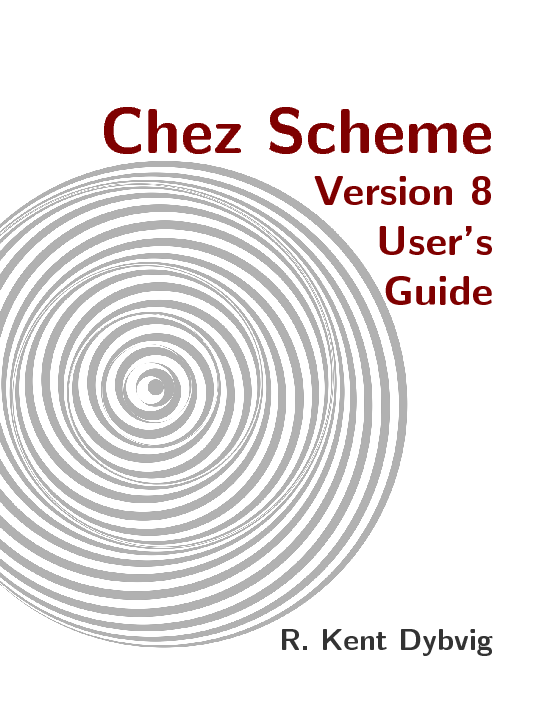 Chez Scheme
Version 8
User's
Guide
R. Kent Dybvig